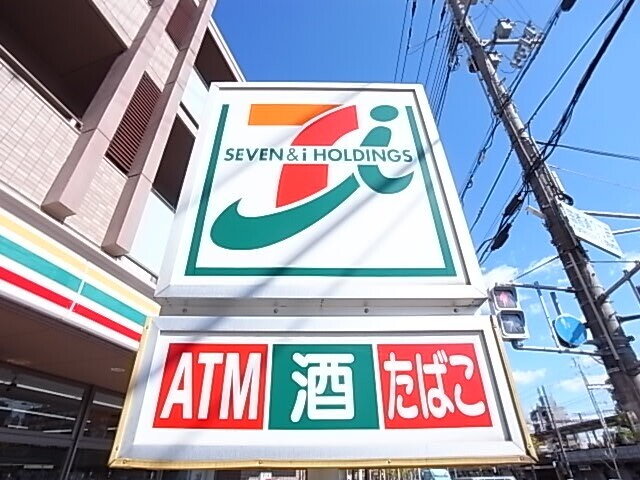 SEVEN & i HOLDINGS
ATM 酒 たばこ